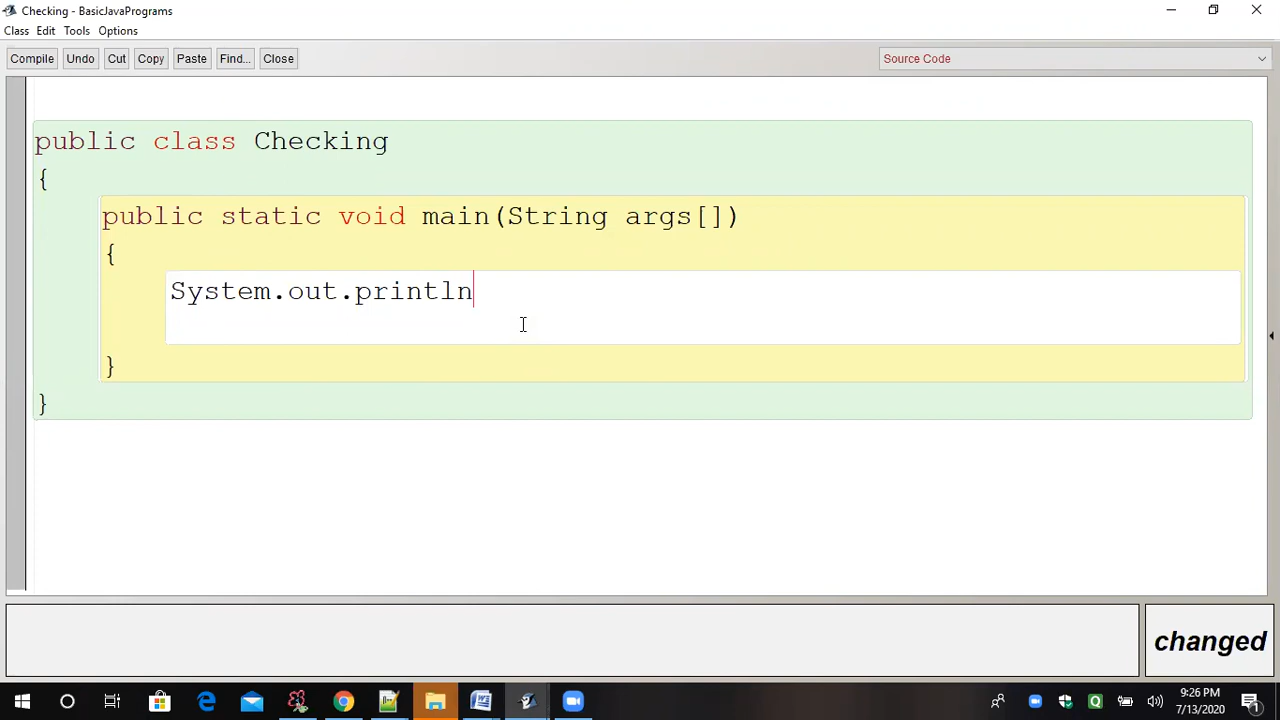 Checking - BasicJavaPrograms
Class Edit Tools Options
Compile Undo Cut Copy Paste Find... Close Source Code
public class Checking
{
public static void main(String args[])
{
System.out.println
}
}
changed
9:26 PM
7/13/2020